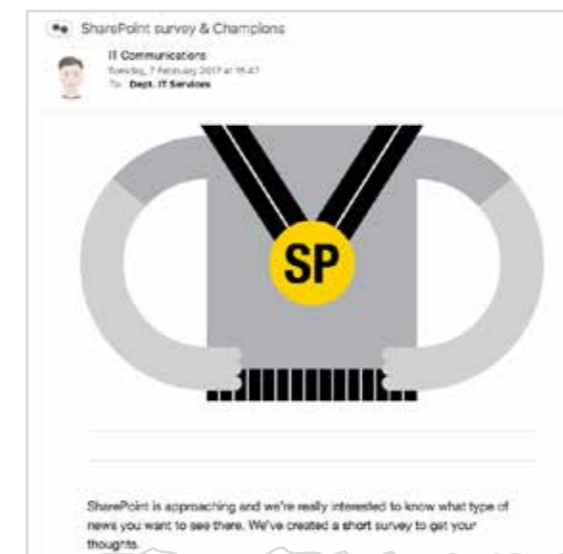 SharePoint survey & Champions
IT Communications
Tuesday, 7 February 2017 at 15:47
To: Dept. IT Services
SP
SharePoint is approaching and we're really interested to know what type of
news you want to see there. We've created a short survey to get your
thoughts.